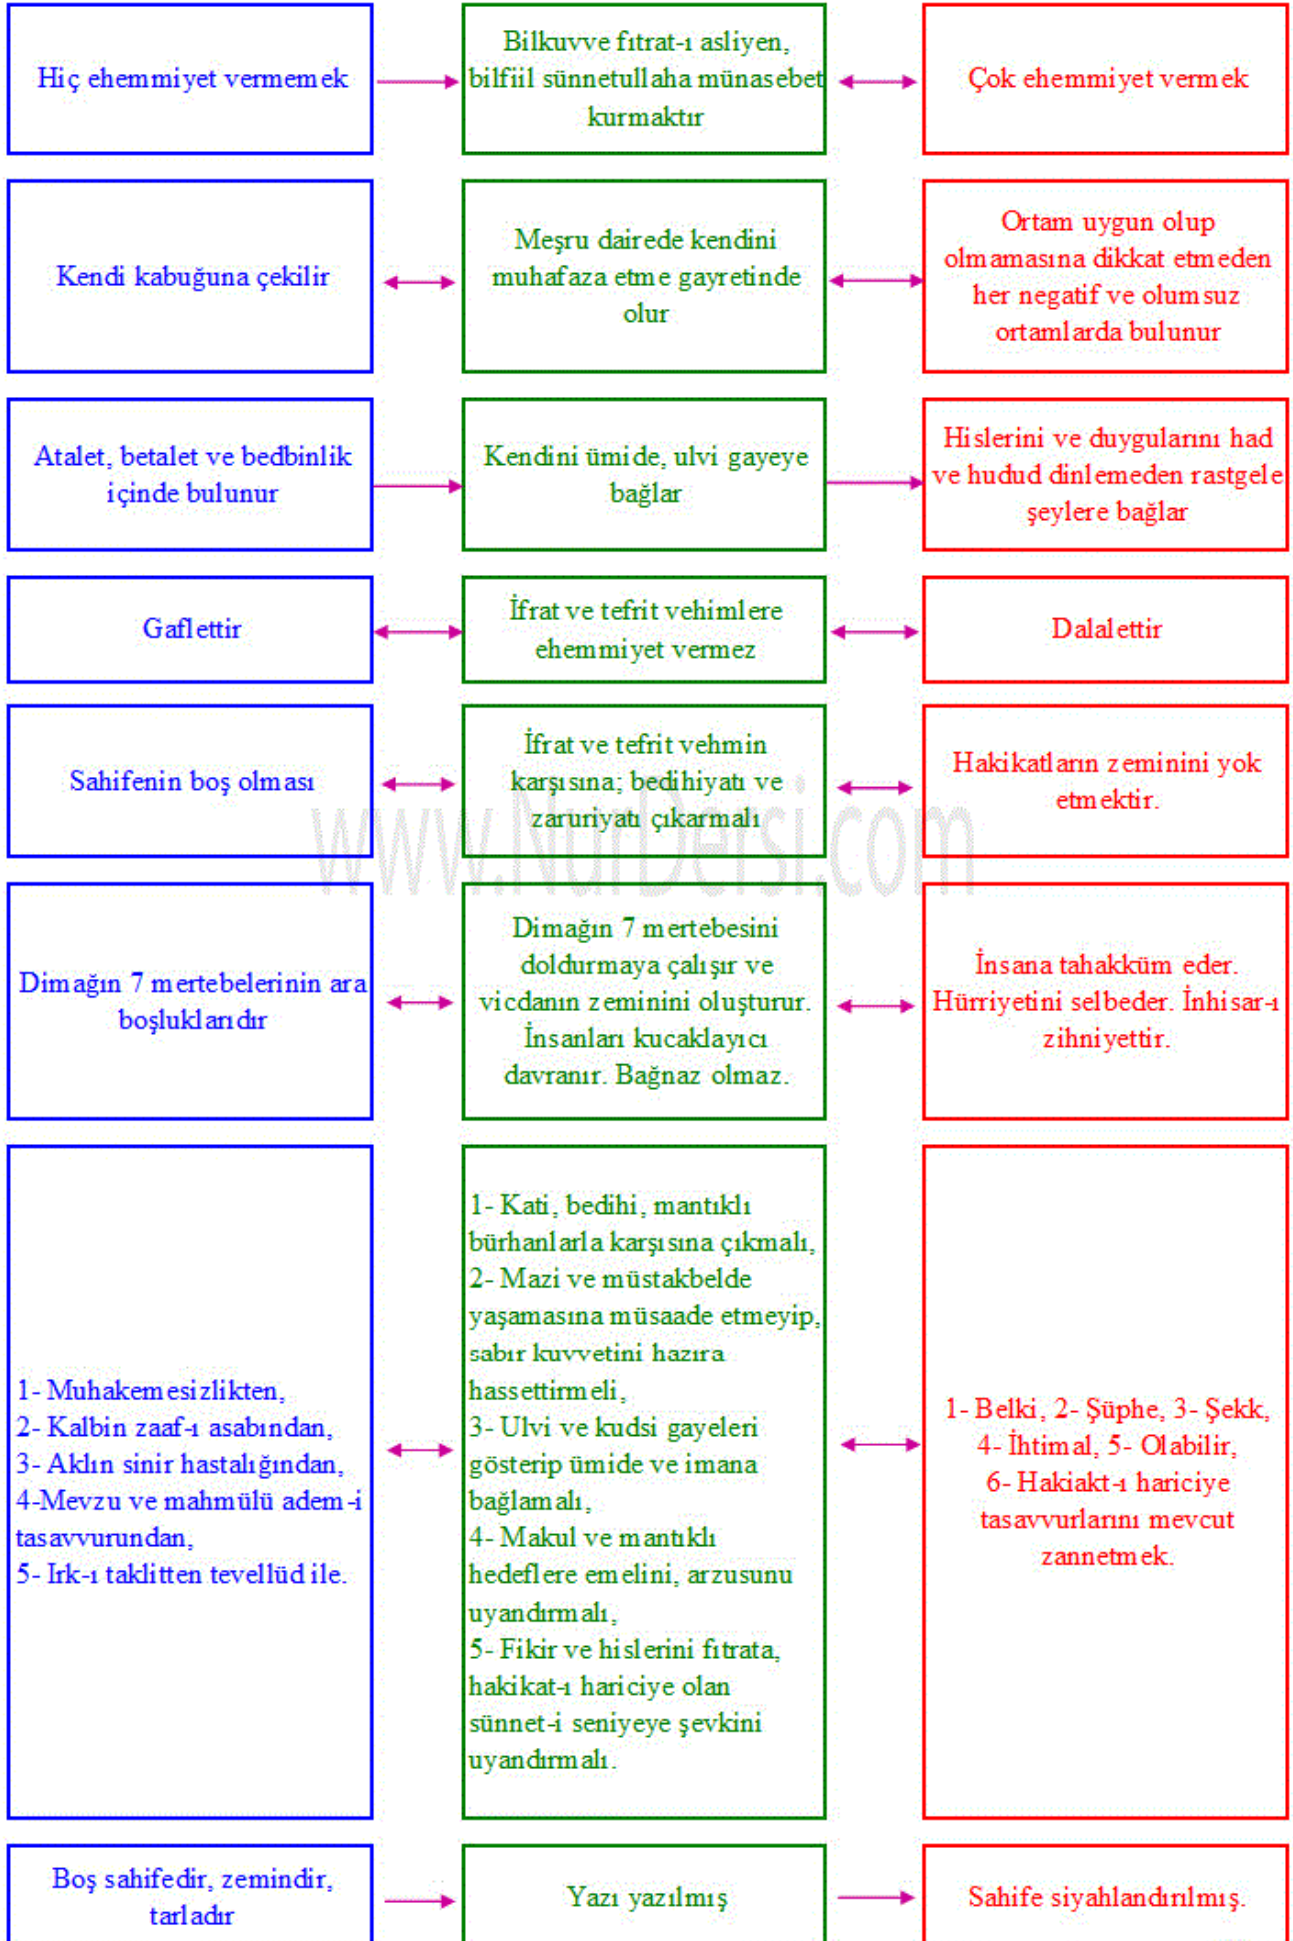 Hiç ehemmiyet vermemek
Bilkuvve fıtrat-ı asliyen,
bilfiil sünnetullaha münasebet
kurmaktır
Çok ehemmiyet vermek
Kendi kabuğuna çekilir
Meşru dairede kendini
muhafaza etme gayretinde
olur
Ortam uygun olup
olmamasına dikkat etmeden
her negatif ve olumsuz
ortamlarda bulunur
Atalet, betalet ve bedbinlik
içinde bulunur
Kendini ümide, ulvi gayeye
bağlar
Hislerini ve duygularını had
ve hudud dinlemeden rastgele
şeylere bağlar
Gaflettir
İfrat ve tefrit vehimlere
ehemmiyet vermez
Dalalettir
Sahifenin boş olması
İfrat ve tefrit vehmin
karşısına; bedihiyatı ve
zaruriyatı çıkarmalı
Hakikatların zeminini yok
etmektir.
www.NurDersi.com
Dimağın 7 mertebelerinin ara
boşluklarıdır
Dimağın 7 mertebesini
doldurmaya çalışır ve
vicdanın zeminini oluşturur.
İnsanları kucaklayıcı
davranır. Bağnaz olmaz.
İnsana tahakküm eder.
Hürriyetini selbeder. İnhisar-ı
zihniyettir.
1- Muhakemesizlikten,
2- Kalbin zaaf-ı asabından,
3- Aklın sinir hastalığından,
4-Mevzu ve mahmülü adem-i
tasavvurundan,
5- Irk-ı taklitten tevellüd ile.
1- Kati, bedihi, mantıklı
bürhanlarla karşısına çıkmalı,
2- Mazi ve müstakbelde
yaşamasına müsaade etmeyip,
sabır kuvvetini hazıra
hassettirmeli,
3- Ulvi ve kudsi gayeleri
gösterip ümide ve imana
bağlamalı,
4- Makul ve mantıklı
hedeflere emelini, arzusunu
uyandırmalı,
5- Fikir ve hislerini fıtrata,
hakikat-ı hariciye olan
sünnet-i seniyeye şevkini
uyandırmalı.
1- Belki, 2- Şüphe, 3- Şekk,
4- İhtimal, 5- Olabilir,
6- Hakiakt-ı hariciye
tasavvurlarını mevcut
zannetmek.
Boş sahifedir, zemindir,
tarladır
Yazı yazılmış
Sahife siyahlandırılmış.